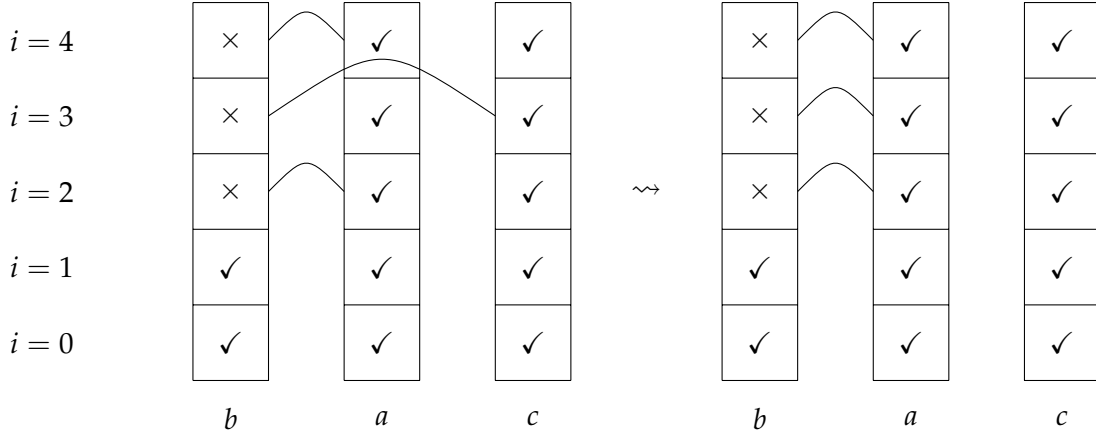 i = 4 × ✓ ✓ × ✓ ✓
i = 3 × ✓ ✓ × ✓ ✓
i = 2 × ✓ ✓ ⇝ × ✓ ✓
i = 1 ✓ ✓ ✓ ✓ ✓ ✓
i = 0 ✓ ✓ ✓ ✓ ✓ ✓
b a c b a c